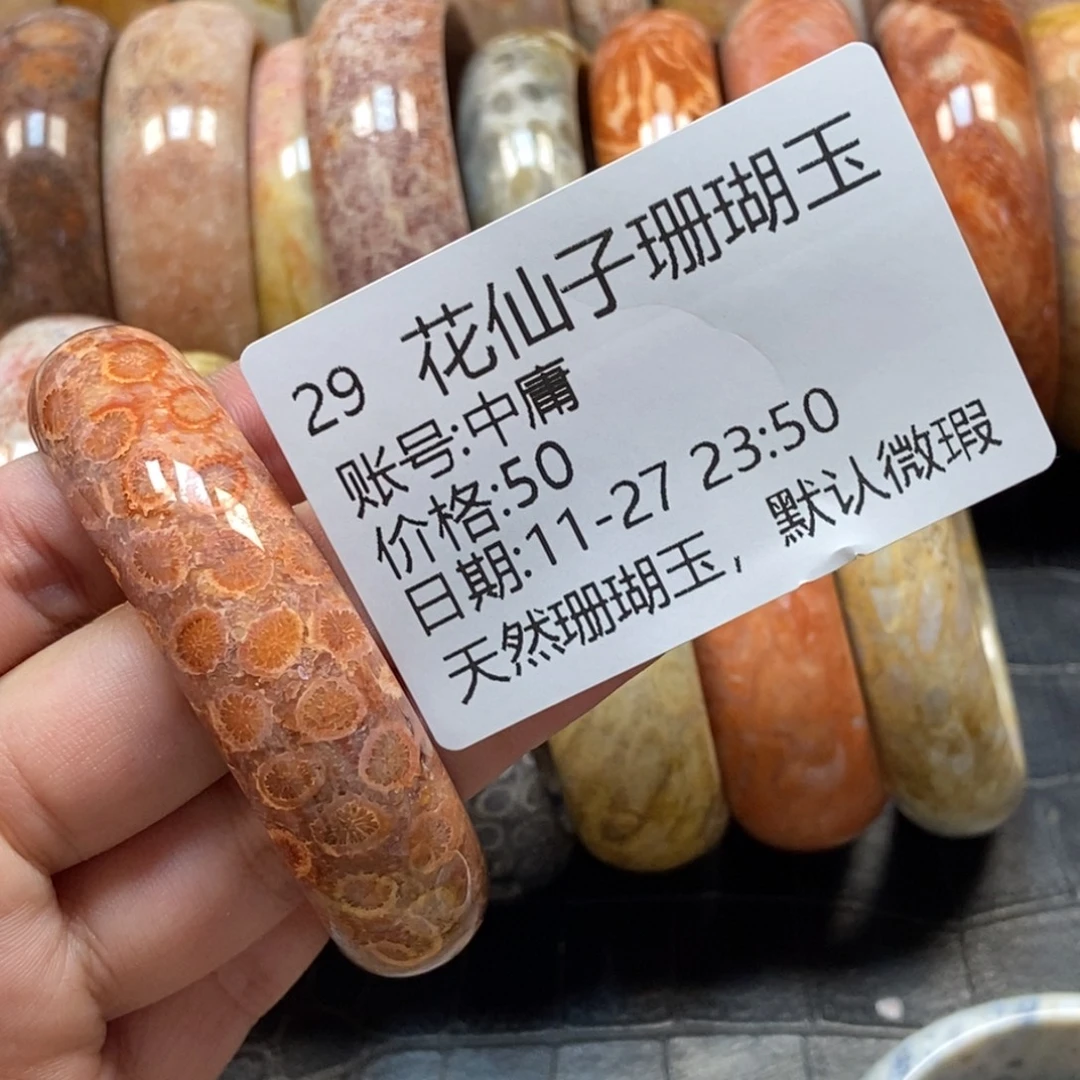 29 花仙子珊瑚玉
账号:中庸
价格:50
日期:11-27 23:50
天然珊瑚玉，默认微瑕